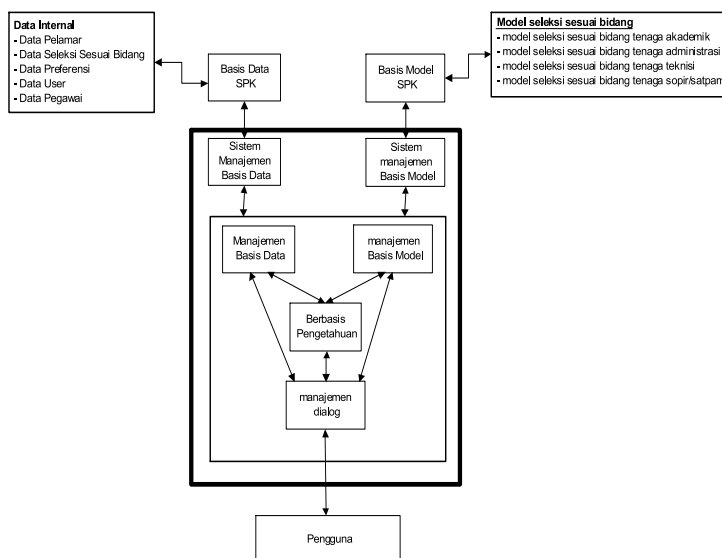 Data Internal
- Data Pelamar
- Data Seleksi Sesuai Bidang
- Data Preferensi
- Data User
- Data Pegawai
Basis Data
SPK
Basis Model
SPK
Model seleksi sesuai bidang
- model seleksi sesuai bidang tenaga akademik
- model seleksi sesuai bidang tenaga administrasi
- model seleksi sesuai bidang tenaga teknisi
- model seleksi sesuai bidang tenaga sopir/satpam
Sistem
Manajemen
Basis Data
Sistem
manajemen
Basis Model
Manajemen
Basis Data
manajemen
Basis Model
Berbasis
Pengetahuan
manajemen
dialog
Pengguna